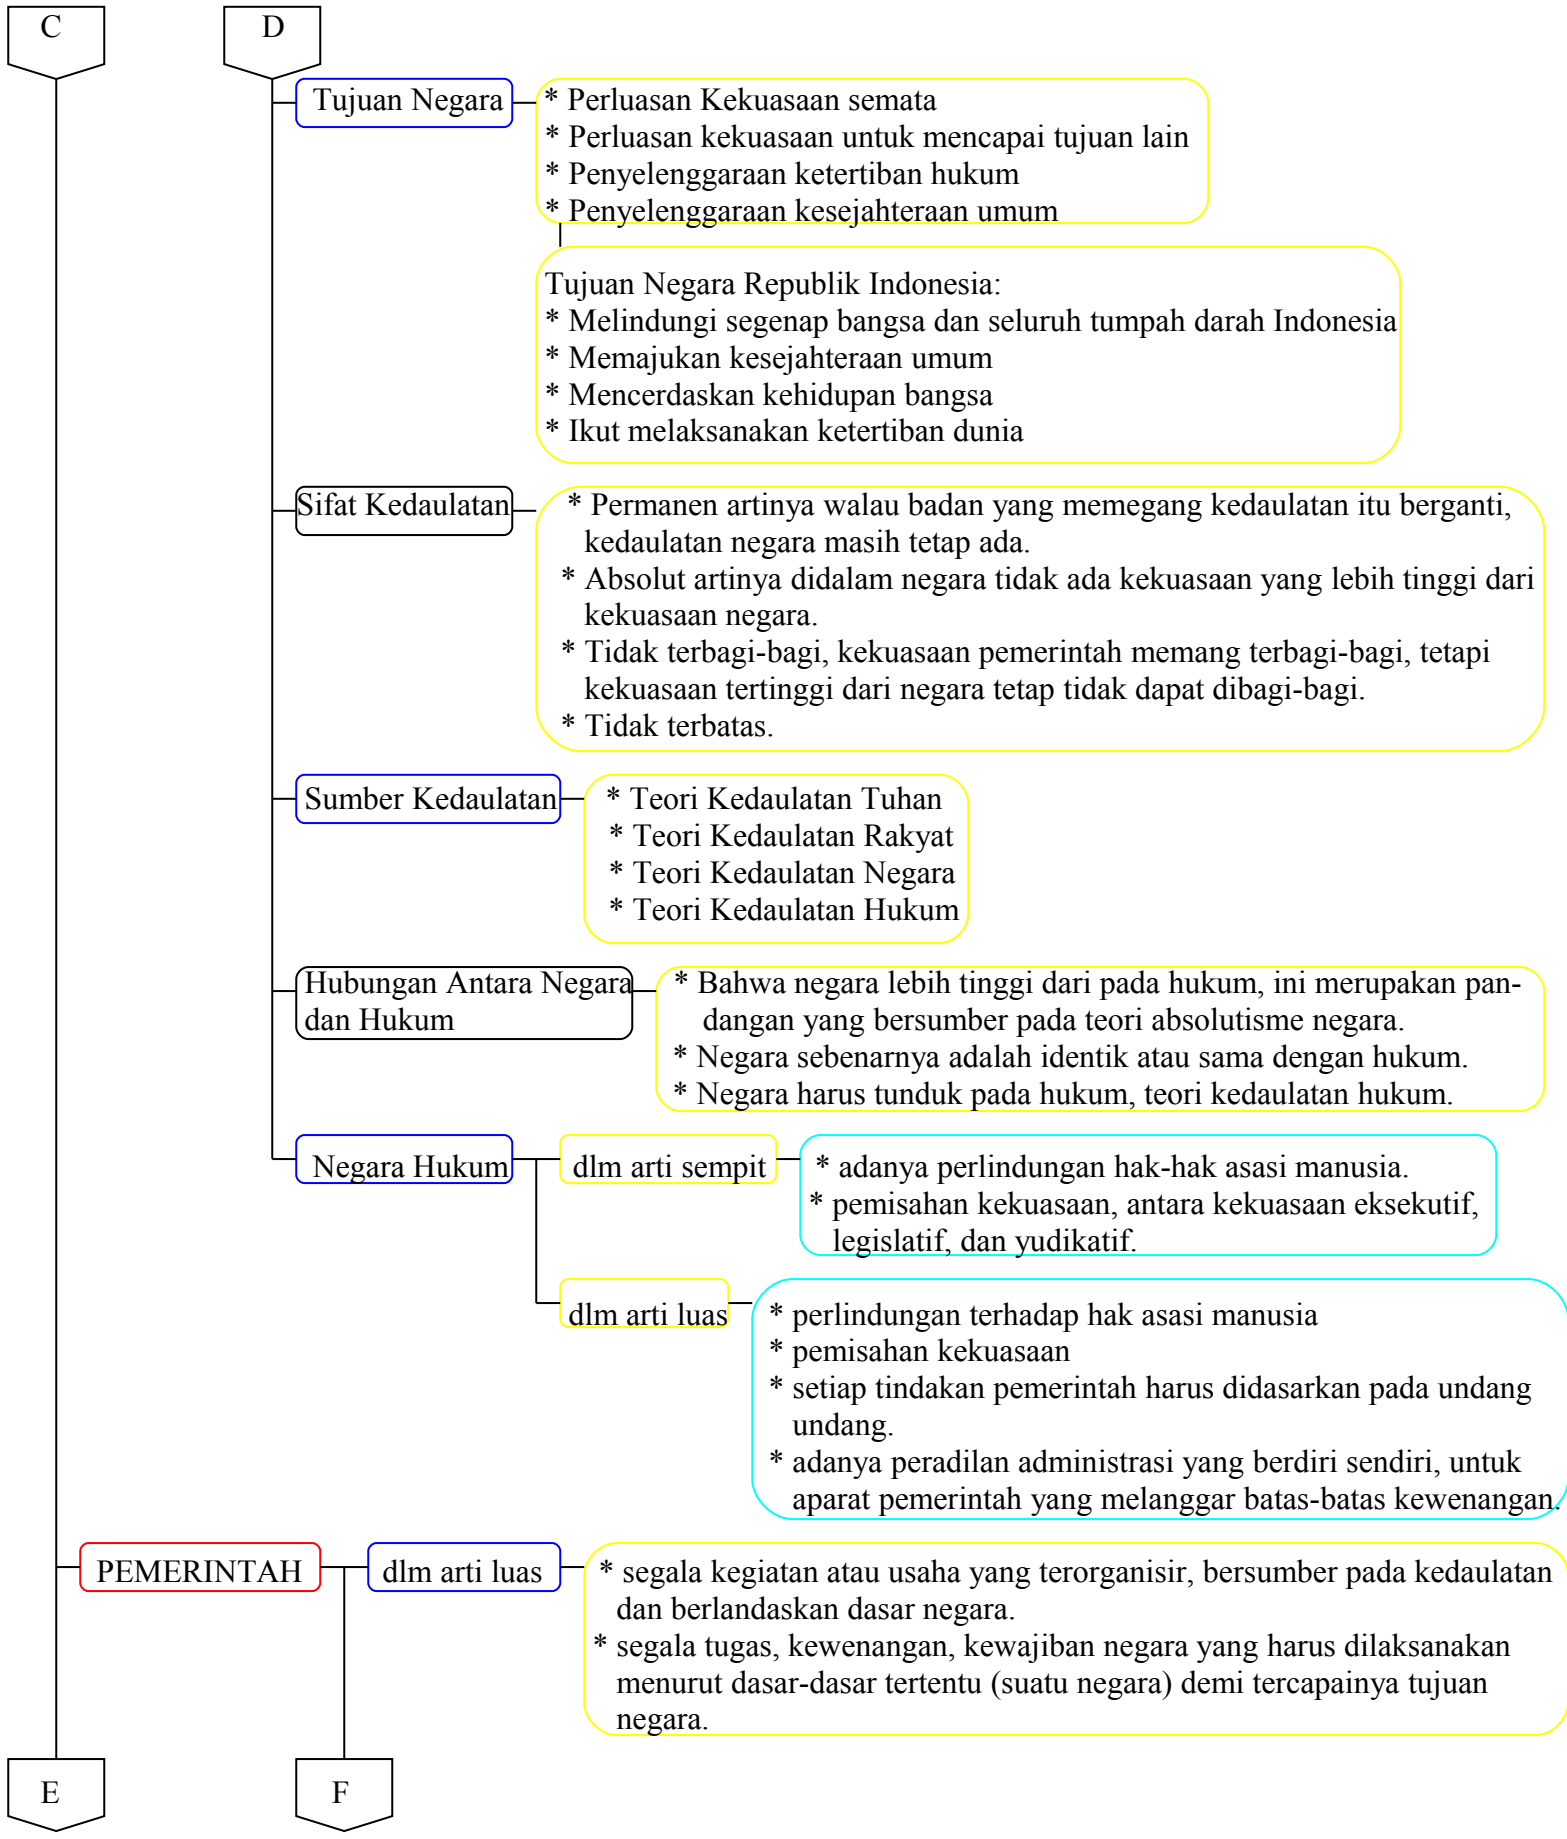 C
D
Tujuan Negara
* Perluasan Kekuasaan semata
* Perluasan kekuasaan untuk mencapai tujuan lain
* Penyelenggaraan ketertiban hukum
* Penyelenggaraan kesejahteraan umum
Tujuan Negara Republik Indonesia:
* Melindungi segenap bangsa dan seluruh tumpah darah Indonesia
* Memajukan kesejahteraan umum
* Mencerdaskan kehidupan bangsa
* Ikut melaksanakan ketertiban dunia
Sifat Kedaulatan
* Permanen artinya walau badan yang memegang kedaulatan itu berganti,
kedaulatan negara masih tetap ada.
* Absolut artinya didalam negara tidak ada kekuasaan yang lebih tinggi dari
kekuasaan negara.
* Tidak terbagi-bagi, kekuasaan pemerintah memang terbagi-bagi, tetapi
kekuasaan tertinggi dari negara tetap tidak dapat dibagi-bagi.
* Tidak terbatas.
Sumber Kedaulatan
* Teori Kedaulatan Tuhan
* Teori Kedaulatan Rakyat
* Teori Kedaulatan Negara
* Teori Kedaulatan Hukum
Hubungan Antara Negara
dan Hukum
* Bahwa negara lebih tinggi dari pada hukum, ini merupakan pan-
dangan yang bersumber pada teori absolutisme negara.
* Negara sebenarnya adalah identik atau sama dengan hukum.
* Negara harus tunduk pada hukum, teori kedaulatan hukum.
Negara Hukum
dlm arti sempit
* adanya perlindungan hak-hak asasi manusia.
* pemisahan kekuasaan, antara kekuasaan eksekutif,
legislatif, dan yudikatif.
dlm arti luas
* perlindungan terhadap hak asasi manusia
* pemisahan kekuasaan
* setiap tindakan pemerintah harus didasarkan pada undang
undang.
* adanya peradilan administrasi yang berdiri sendiri, untuk
aparat pemerintah yang melanggar batas-batas kewenangan.
PEMERINTAH
dlm arti luas
* segala kegiatan atau usaha yang terorganisir, bersumber pada kedaulatan
dan berlandaskan dasar negara.
* segala tugas, kewenangan, kewajiban negara yang harus dilaksanakan
menurut dasar-dasar tertentu (suatu negara) demi tercapainya tujuan
negara.
E
F